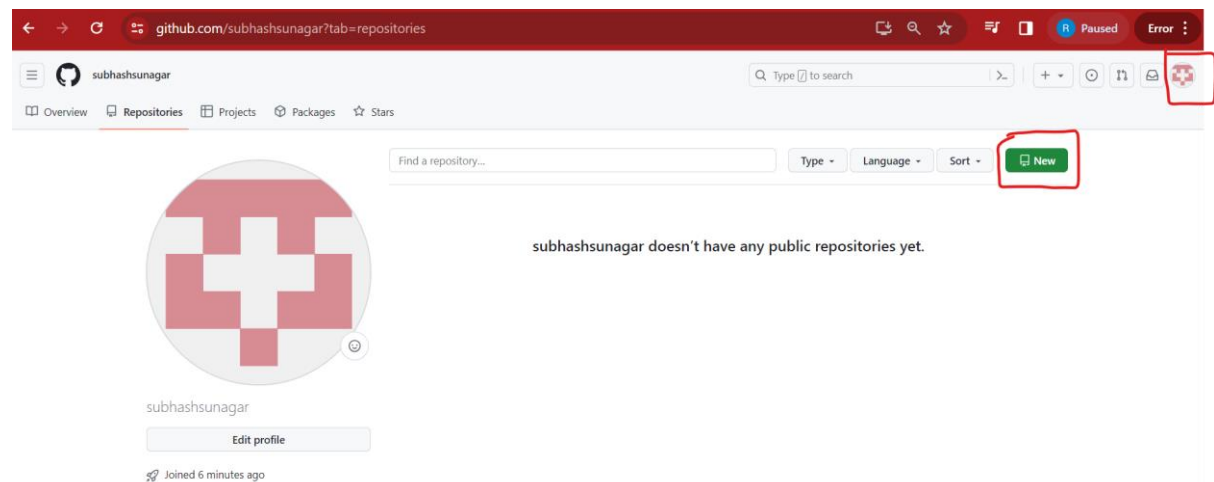 github.com/subhashsunagar?tab=repositories
R Paused Error
subhashsunagar
Type / to search
Overview Repositories Projects Packages Stars
Find a repository... Type Language Sort New
subhashsunagar doesn't have any public repositories yet.
subhashsunagar
Edit profile
Joined 6 minutes ago